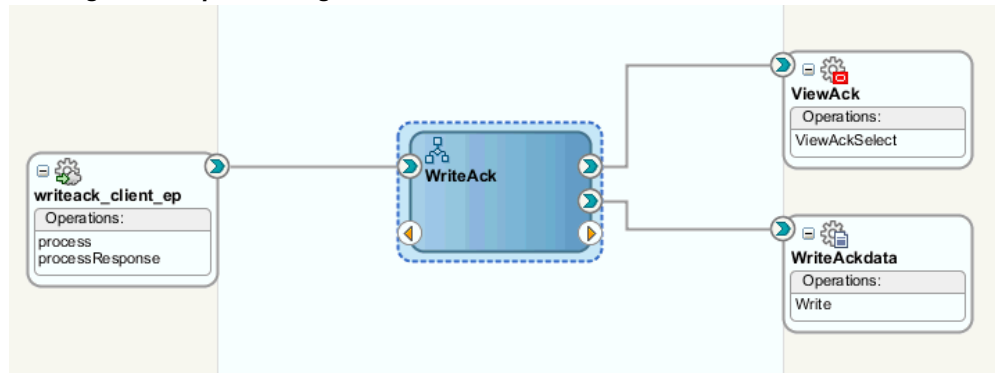 writeack_client_ep
Operations:
process
processResponse
WriteAck
ViewAck
Operations:
ViewAckSelect
WriteAckdata
Operations:
Write